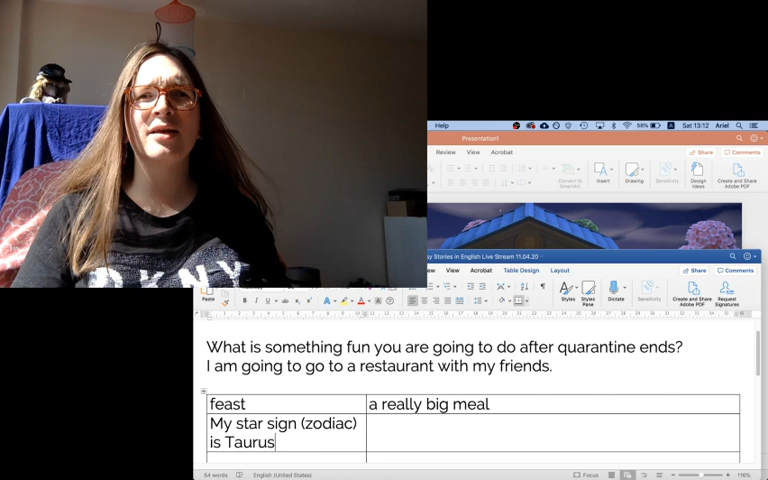 Help
Sat 13:12
Ariel
Presentation1
Review
View
Acrobat
Share
Comments
Insert
Drawing
Sensitivity
Design Ideas
Create and Share Adobe PDF
DKNY
sy Stories in English Live Stream 11.04.20
ew
View
Acrobat
Table Design
Layout
Share
Comments
Paste
Styles
Styles Pane
Dictate
Sensitivity
Create and Share Adobe PDF
Request Signatures
What is something fun you are going to do after quarantine ends?
I am going to go to a restaurant with my friends.
feast
a really big meal
My star sign (zodiac)
is Taurus
64 words
English (United States)
Focus
116%